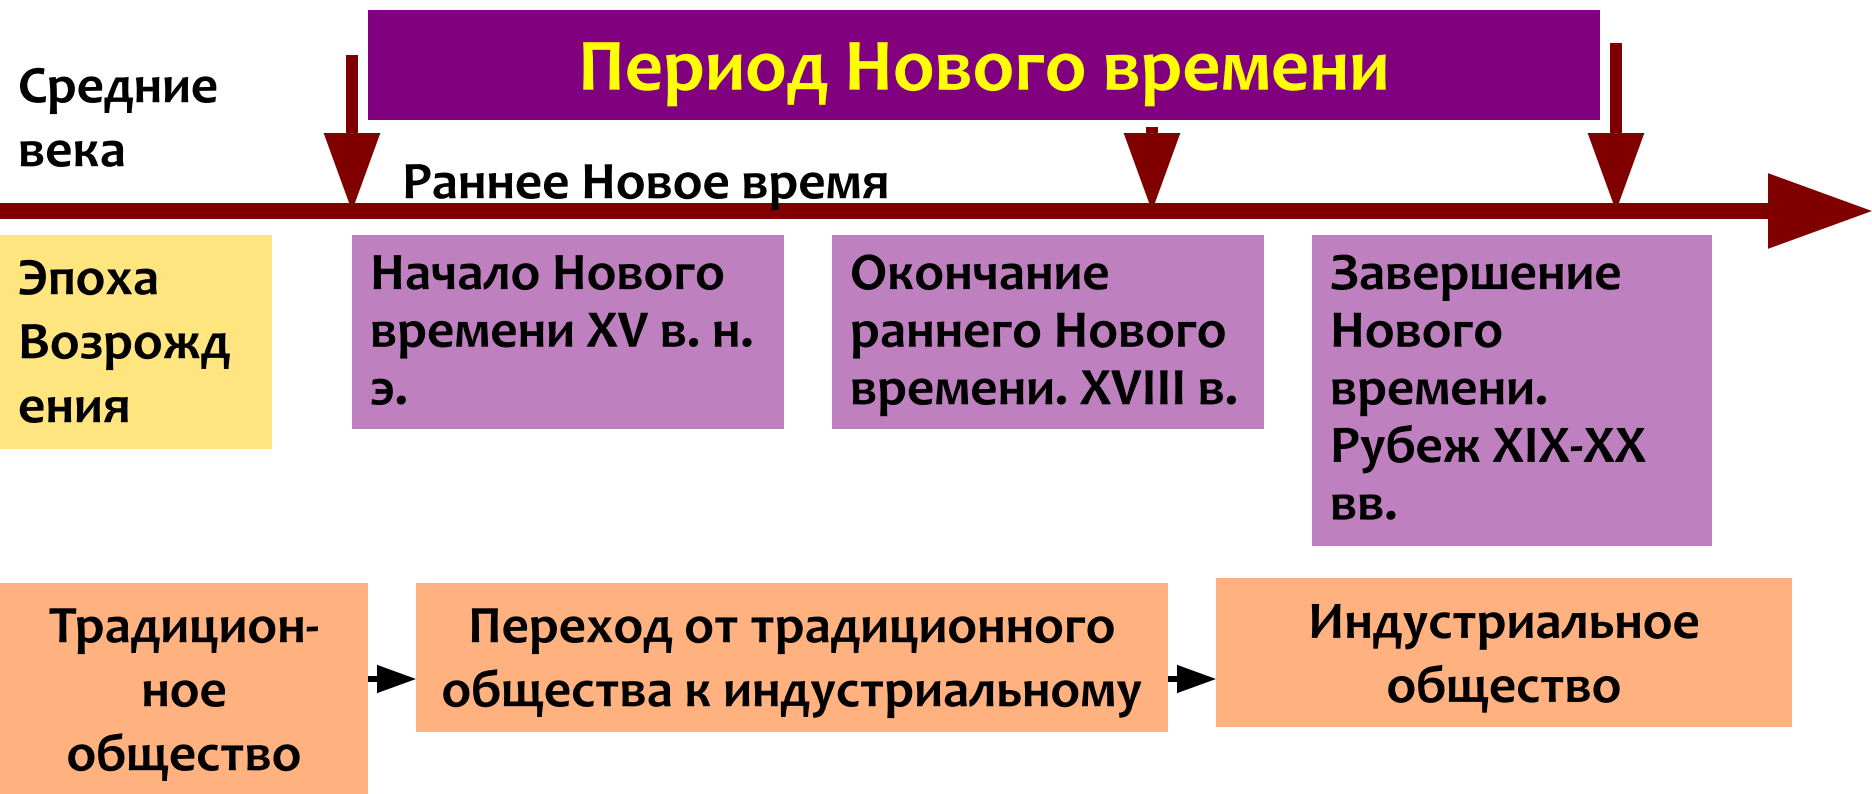 Период Нового времени
Средние
века
Раннее Новое время
Эпоха
Возрожд
ения
Начало Нового
времени XV в. н.
э.
Окончание
раннего Нового
времени. XVIII в.
Завершение
Нового
времени.
Рубеж XIX-XX
вв.
Традицион-
ное
общество
Переход от традиционного
общества к индустриальному
Индустриальное
общество